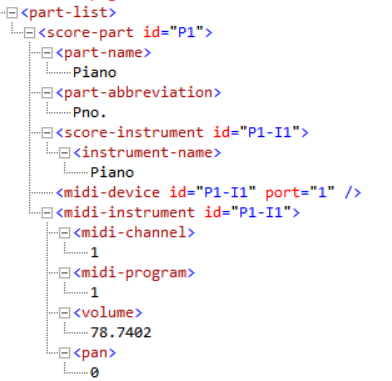 <part-list>
<score-part id="P1">
<part-name>
Piano
<part-abbreviation>
Pno.
<score-instrument id="P1-I1">
<instrument-name>
Piano
<midi-device id="P1-I1" port="1" />
<midi-instrument id="P1-I1">
<midi-channel>
1
<midi-program>
1
<volume>
78.7402
<pan>
0